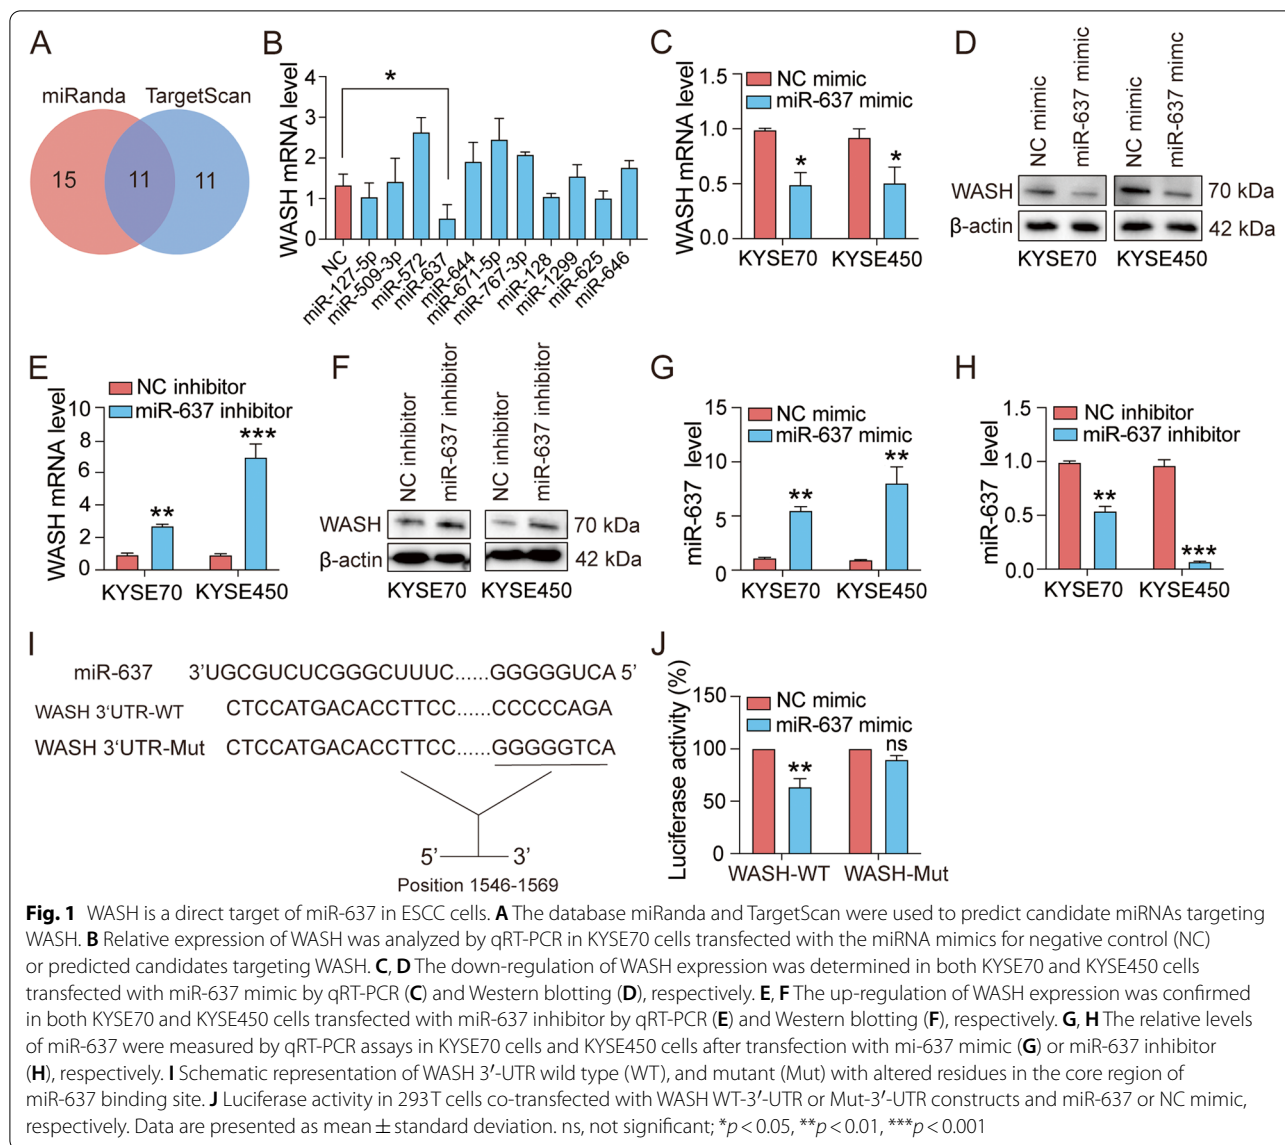 A
miRanda
TargetScan
15
11
11
B
WASH mRNA level
4
3
2
1
0
*
NC
miR-127-5p
miR-509-3p
miR-572
miR-637
miR-644
miR-671-5p
miR-767-3p
miR-128
miR-1299
miR-625
miR-646
C
WASH mRNA level
1.5
1.0
0.5
0.0
NC mimic
miR-637 mimic
*
*
KYSE70
KYSE450
D
NC mimic
miR-637 mimic
NC mimic
miR-637 mimc
WASH
70 kDa
β-actin
42 kDa
KYSE70
KYSE450
E
WASH mRNA level
10
8
6
4
2
0
NC inhibitor
miR-637 inhibitor
**
***
KYSE70
KYSE450
F
NC inhibitor
miR-637 inhibitor
NC inhibitor
miR-637 inhibitor
WASH
70 kDa
β-actin
42 kDa
KYSE70
KYSE450
G
miR-637 level
15
10
5
0
NC mimic
miR-637 mimic
**
**
KYSE70
KYSE450
H
miR-637 level
1.5
1.0
0.5
0.0
NC inhibitor
miR-637 inhibitor
**
***
KYSE70
KYSE450
I
miR-637 3’UGCGUCUCGGGCUUUC......GGGGGUCA 5’
WASH 3‘UTR-WT CTCCATGACACCTTCC......CCCCCAGA
WASH 3‘UTR-Mut CTCCATGACACCTTCC......GGGGGTCA
5’ 3’
Position 1546-1569
J
Luciferase activity (%)
150
100
50
0
NC mimic
miR-637 mimic
**
ns
WASH-WT
WASH-Mut
Fig. 1 WASH is a direct target of miR-637 in ESCC cells. A The database miRanda and TargetScan were used to predict candidate miRNAs targeting
WASH. B Relative expression of WASH was analyzed by qRT-PCR in KYSE70 cells transfected with the miRNA mimics for negative control (NC)
or predicted candidates targeting WASH. C, D The down-regulation of WASH expression was determined in both KYSE70 and KYSE450 cells
transfected with miR-637 mimic by qRT-PCR (C) and Western blotting (D), respectively. E, F The up-regulation of WASH expression was confirmed
in both KYSE70 and KYSE450 cells transfected with miR-637 inhibitor by qRT-PCR (E) and Western blotting (F), respectively. G, H The relative levels
of miR-637 were measured by qRT-PCR assays in KYSE70 cells and KYSE450 cells after transfection with mi-637 mimic (G) or miR-637 inhibitor
(H), respectively. I Schematic representation of WASH 3′-UTR wild type (WT), and mutant (Mut) with altered residues in the core region of
miR-637 binding site. J Luciferase activity in 293T cells co-transfected with WASH WT-3′-UTR or Mut-3′-UTR constructs and miR-637 or NC mimic,
respectively. Data are presented as mean ± standard deviation. ns, not significant; *p < 0.05, **p < 0.01, ***p < 0.001